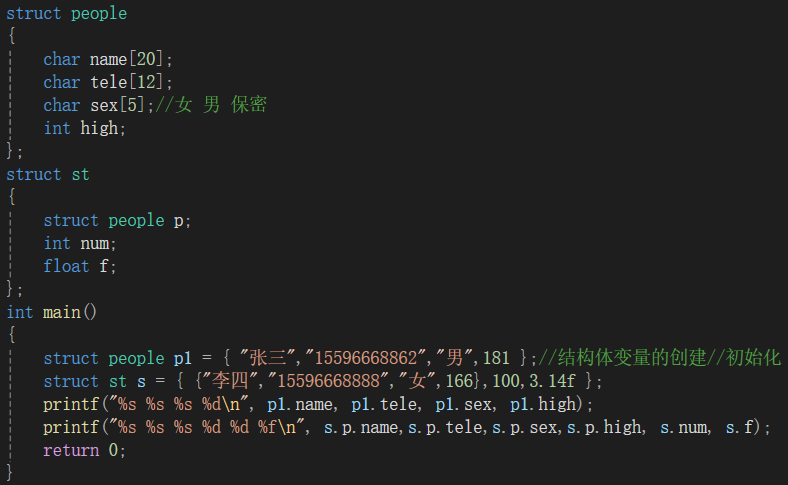 struct people
{
    char name[20];
    char tele[12];
    char sex[5];//女 男 保密
    int high;
};
struct st
{
    struct people p;
    int num;
    float f;
};
int main()
{
    struct people p1 = { "张三","15596668862","男",181 };//结构体变量的创建//初始化
    struct st s = { {"李四","15596668888","女",166},100,3.14f };
    printf("%s %s %s %d\n", p1.name, p1.tele, p1.sex, p1.high);
    printf("%s %s %s %d %d %f\n", s.p.name,s.p.tele,s.p.sex,s.p.high, s.num, s.f);
    return 0;
}